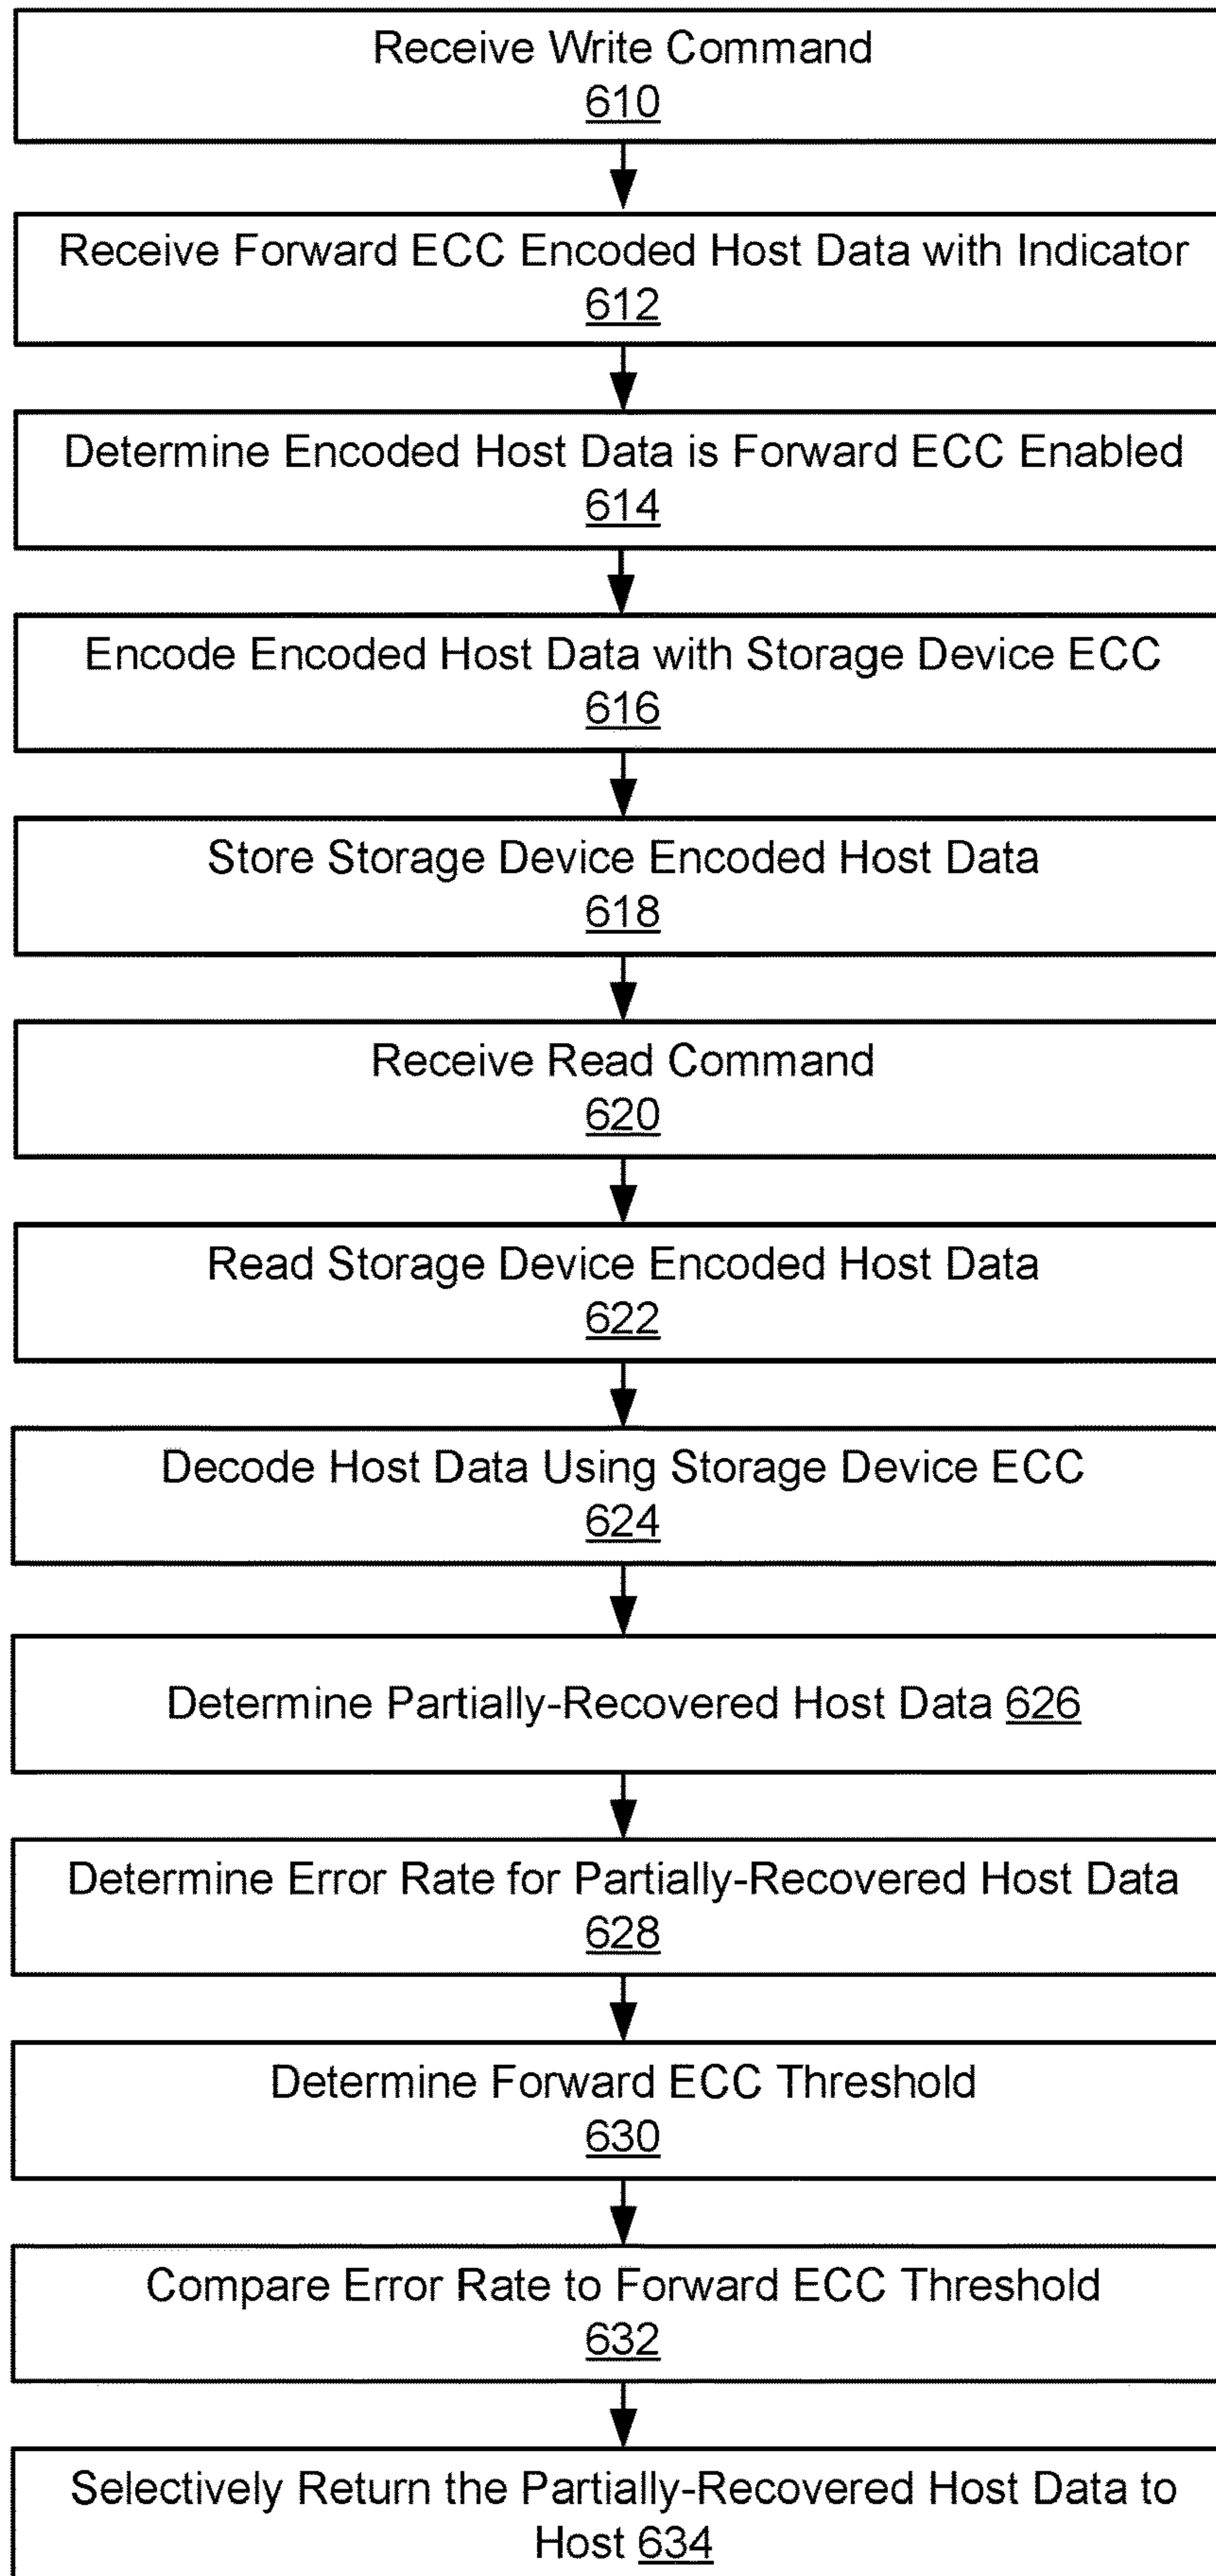 Receive Write Command
610
Receive Forward ECC Encoded Host Data with Indicator
612
Determine Encoded Host Data is Forward ECC Enabled
614
Encode Encoded Host Data with Storage Device ECC
616
Store Storage Device Encoded Host Data
618
Receive Read Command
620
Read Storage Device Encoded Host Data
622
Decode Host Data Using Storage Device ECC
624
Determine Partially-Recovered Host Data 626
Determine Error Rate for Partially-Recovered Host Data
628
Determine Forward ECC Threshold
630
Compare Error Rate to Forward ECC Threshold
632
Selectively Return the Partially-Recovered Host Data to
Host 634